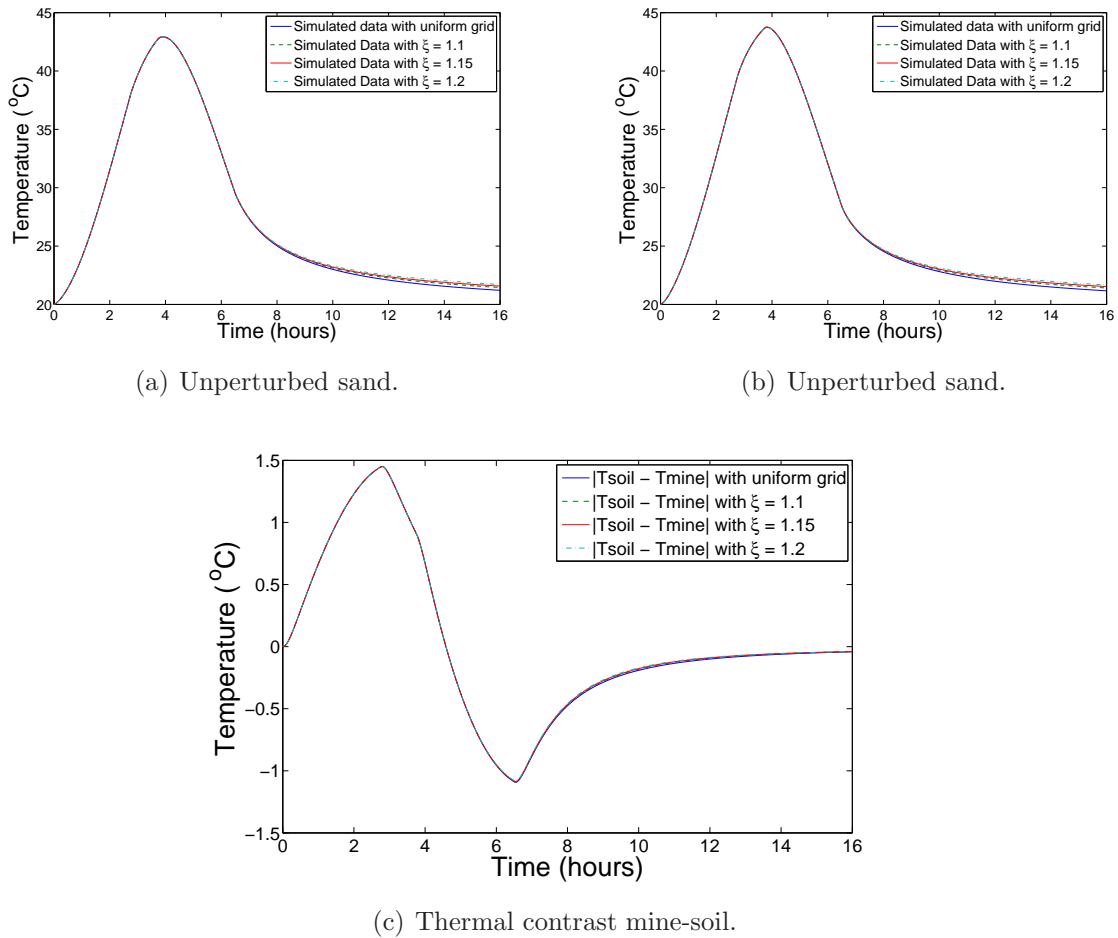 45
40
35
30
25
20
0
2
4
6
8
10
12
14
16
Temperature (°C)
Time (hours)
Simulated data with uniform grid
Simulated Data with ξ = 1.1
Simulated Data with ξ = 1.15
Simulated Data with ξ = 1.2
(a) Unperturbed sand.
45
40
35
30
25
20
0
2
4
6
8
10
12
14
16
Temperature (°C)
Time (hours)
Simulated data with uniform grid
Simulated Data with ξ = 1.1
Simulated Data with ξ = 1.15
Simulated Data with ξ = 1.2
(b) Unperturbed sand.
1.5
1
0.5
0
−0.5
−1
−1.5
0
2
4
6
8
10
12
14
16
Temperature (°C)
Time (hours)
|Tsoil - Tmine| with uniform grid
|Tsoil - Tmine| with ξ = 1.1
|Tsoil - Tmine| with ξ = 1.15
|Tsoil - Tmine| with ξ = 1.2
(c) Thermal contrast mine-soil.